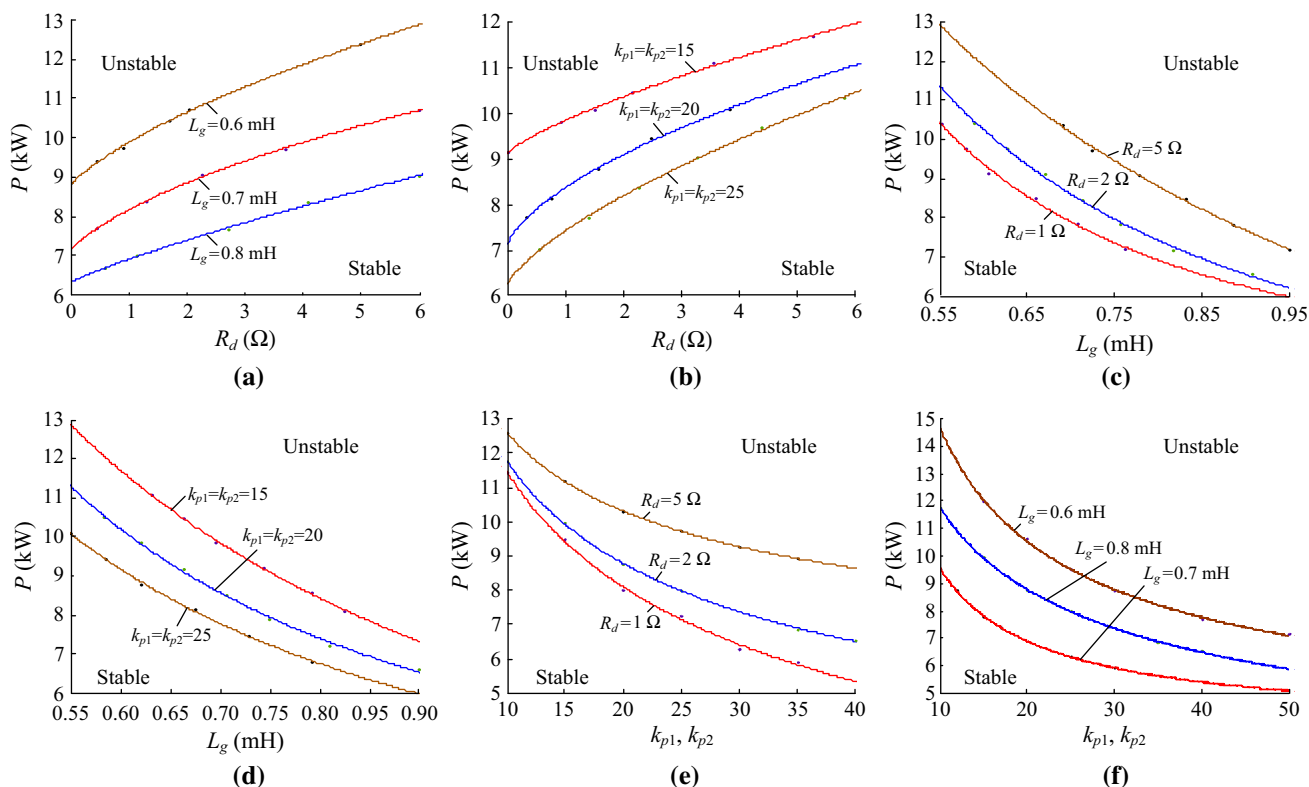 13
12
11
10
9
8
7
6
P (kW)
Unstable
L_g=0.6 mH
L_g=0.7 mH
L_g=0.8 mH
Stable
0 1 2 3 4 5 6
R_d (Ω)
(a)
12
11
10
9
8
7
6
P (kW)
Unstable
k_p1=k_p2=15
k_p1=k_p2=20
k_p1=k_p2=25
Stable
0 1 2 3 4 5 6
R_d (Ω)
(b)
13
12
11
10
9
8
7
6
P (kW)
Unstable
R_d=5 Ω
R_d=2 Ω
R_d=1 Ω
Stable
0.55 0.65 0.75 0.85 0.95
L_g (mH)
(c)
13
12
11
10
9
8
7
6
P (kW)
Unstable
k_p1=k_p2=15
k_p1=k_p2=20
k_p1=k_p2=25
Stable
0.55 0.60 0.65 0.70 0.75 0.80 0.95 0.90
L_g (mH)
(d)
13
12
11
10
9
8
7
6
5
P (kW)
Unstable
R_d=5 Ω
R_d=2 Ω
R_d=1 Ω
Stable
10 15 20 25 30 35 40
k_p1, k_p2
(e)
15
14
13
12
11
10
9
8
7
6
5
P (kW)
Unstable
L_g=0.6 mH
L_g=0.8 mH
L_g=0.7 mH
Stable
10 20 30 40 50
k_p1, k_p2
(f)